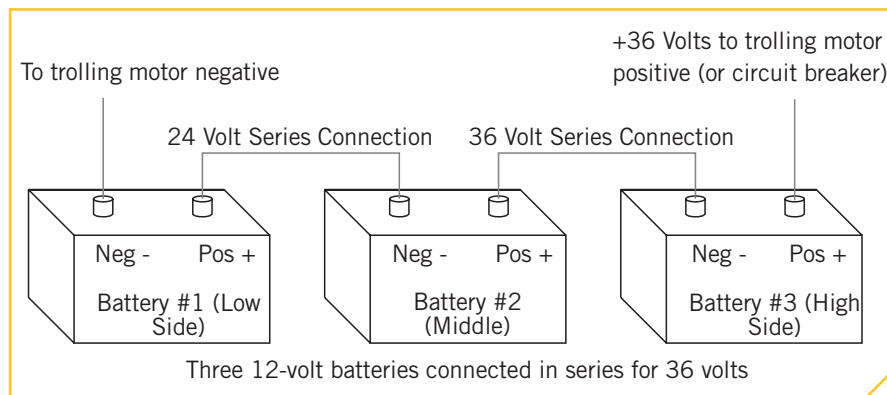 To trolling motor negative
+36 Volts to trolling motor
positive (or circuit breaker)
24 Volt Series Connection
36 Volt Series Connection
Neg -
Pos +
Battery #1 (Low
Side)
Neg -
Pos +
Battery #2
(Middle)
Neg -
Pos +
Battery #3 (High
Side)
Three 12-volt batteries connected in series for 36 volts